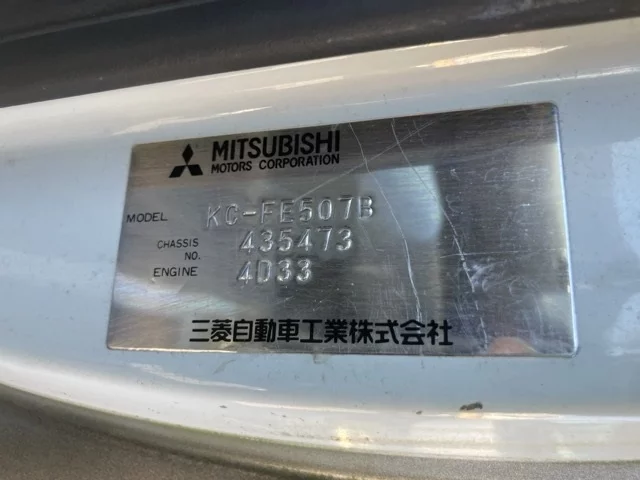 MITSUBISHI
MOTORS CORPORATION
MODEL KC-FE507B
CHASSIS NO. 435473
ENGINE 4D33
三菱自動車工業株式会社